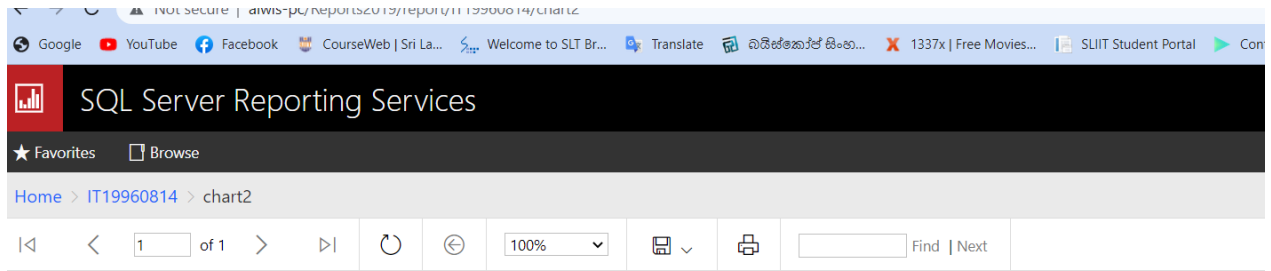 Not secure | alwis-pc/Reports2019/report/IT19960814/chart2
Google YouTube Facebook CourseWeb | Sri La... Welcome to SLT Br... Translate බයිස්කෝප් සිංහ... 1337x | Free Movies... SLIIT Student Portal Con
SQL Server Reporting Services
Favorites Browse
Home > IT19960814 > chart2
1 of 1 100% Find | Next